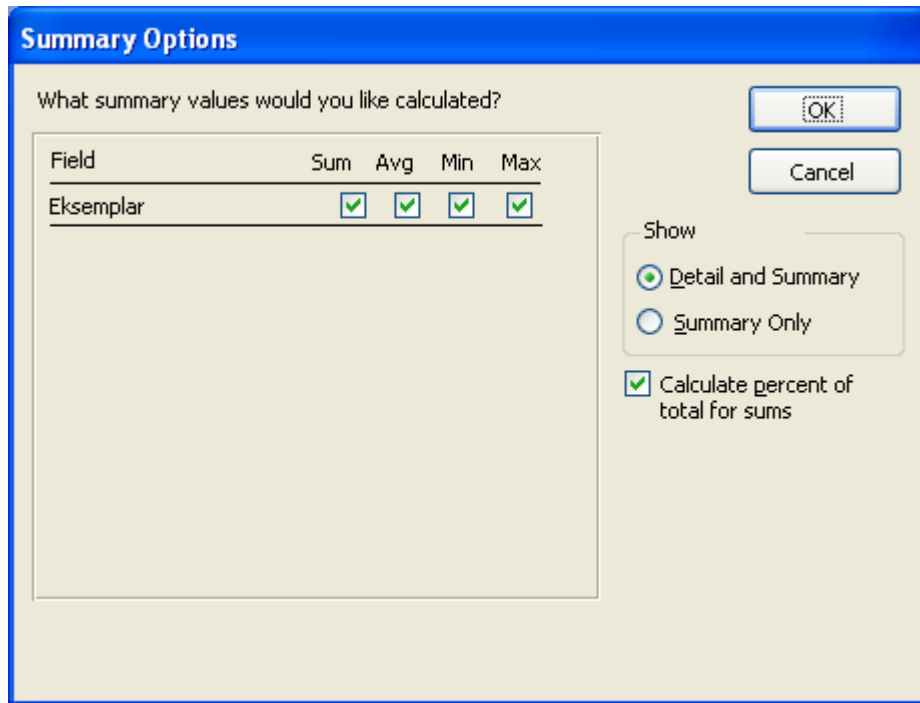 Summary Options
What summary values would you like calculated?
OK
Cancel
Field Sum Avg Min Max
Eksemplar
Show
Detail and Summary
Summary Only
Calculate percent of
total for sums